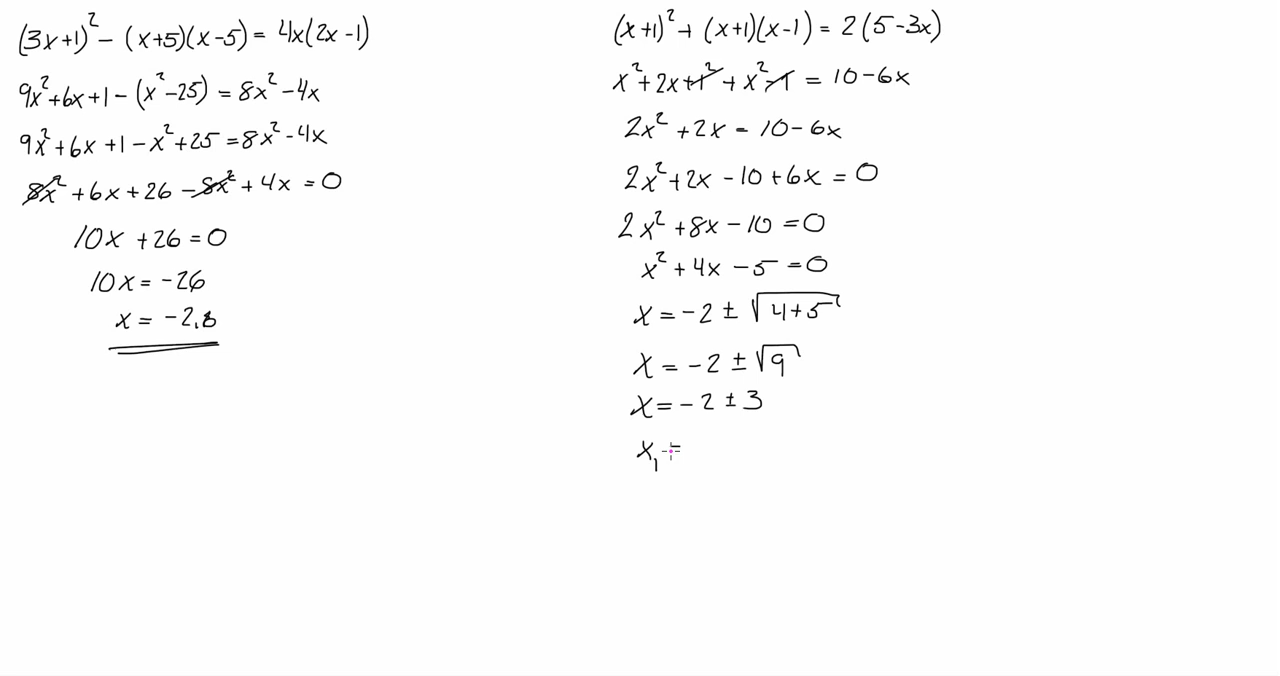 (3x+1)² - (x+5)(x-5) = 4x(2x-1)
9x²+6x+1-(x²-25) = 8x²-4x
9x²+6x+1-x²+25 = 8x²-4x
8x²+6x+26-8x²+4x = 0
10x+26 = 0
10x = -26
x = -2,6
(x+1)² + (x+1)(x-1) = 2(5-3x)
x²+2x+1²+x²-1 = 10-6x
2x²+2x = 10-6x
2x²+2x-10+6x = 0
2x²+8x-10 = 0
x²+4x-5 = 0
x = -2 ± √4+5
x = -2 ± √9
x = -2 ± 3
x₁ =